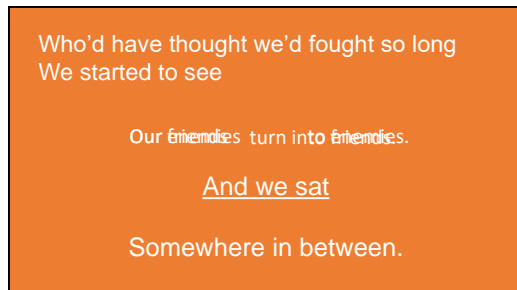 Who'd have thought we'd fought so long
We started to see
Our turn into
And we sat
Somewhere in between.